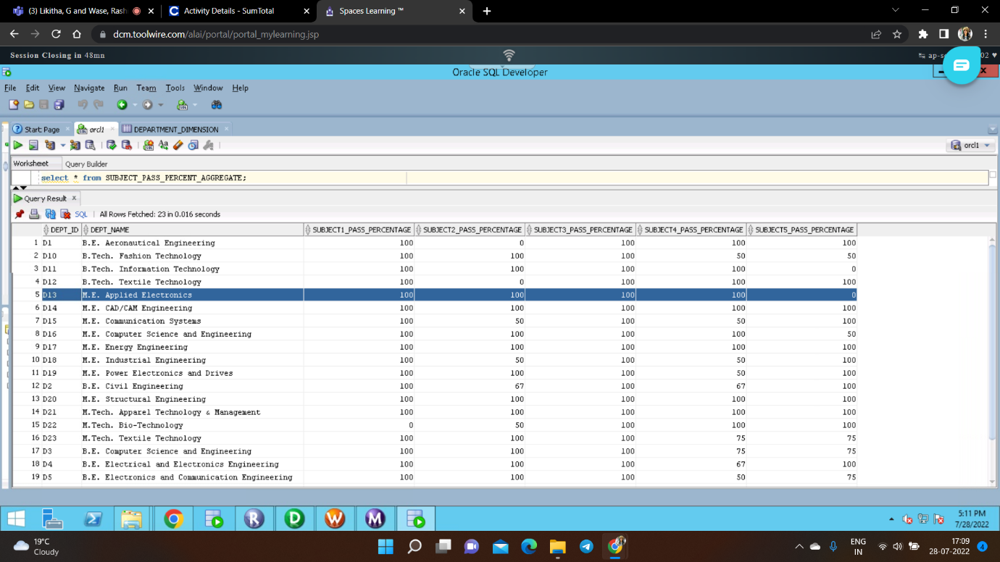 (3) Likitha, G and Wase, Rash
Activity Details - SumTotal
Spaces Learning ™
dcm.toolwire.com/alai/portal/portal_mylearning.jsp
Session Closing in 48mn
Oracle SQL Developer
File Edit View Navigate Run Team Tools Window Help
Start Page orcl1 DEPARTMENT_DIMENSION
orcl1
Worksheet Query Builder
select * from SUBJECT_PASS_PERCENT_AGGREGATE;
Query Result
SQL | All Rows Fetched: 23 in 0.016 seconds
DEPT_ID DEPT_NAME SUBJECT1_PASS_PERCENTAGE SUBJECT2_PASS_PERCENTAGE SUBJECT3_PASS_PERCENTAGE SUBJECT4_PASS_PERCENTAGE SUBJECT5_PASS_PERCENTAGE
1 D1 B.E. Aeronautical Engineering 100 0 100 100 100
2 D10 B.Tech. Fashion Technology 100 100 100 50 50
3 D11 B.Tech. Information Technology 100 100 100 100 0
4 D12 B.Tech. Textile Technology 100 0 100 100 100
5 D13 M.E. Applied Electronics 100 100 100 100 0
6 D14 M.E. CAD/CAM Engineering 100 100 100 100 100
7 D15 M.E. Communication Systems 100 50 100 50 100
8 D16 M.E. Computer Science and Engineering 100 100 100 100 50
9 D17 M.E. Energy Engineering 100 100 100 100 100
10 D18 M.E. Industrial Engineering 100 50 100 50 100
11 D19 M.E. Power Electronics and Drives 100 100 100 50 100
12 D2 B.E. Civil Engineering 100 67 100 67 100
13 D20 M.E. Structural Engineering 100 100 100 100 100
14 D21 M.Tech. Apparel Technology & Management 100 100 100 100 100
15 D22 M.Tech. Bio-Technology 0 50 100 100 100
16 D23 M.Tech. Textile Technology 100 100 100 75 75
17 D3 B.E. Computer Science and Engineering 100 100 100 75 75
18 D4 B.E. Electrical and Electronics Engineering 100 100 100 67 100
19 D5 B.E. Electronics and Communication Engineering 100 100 100 50 75
5:11 PM
7/28/2022
19°C
Cloudy
ENG
IN
17:09
28-07-2022
4